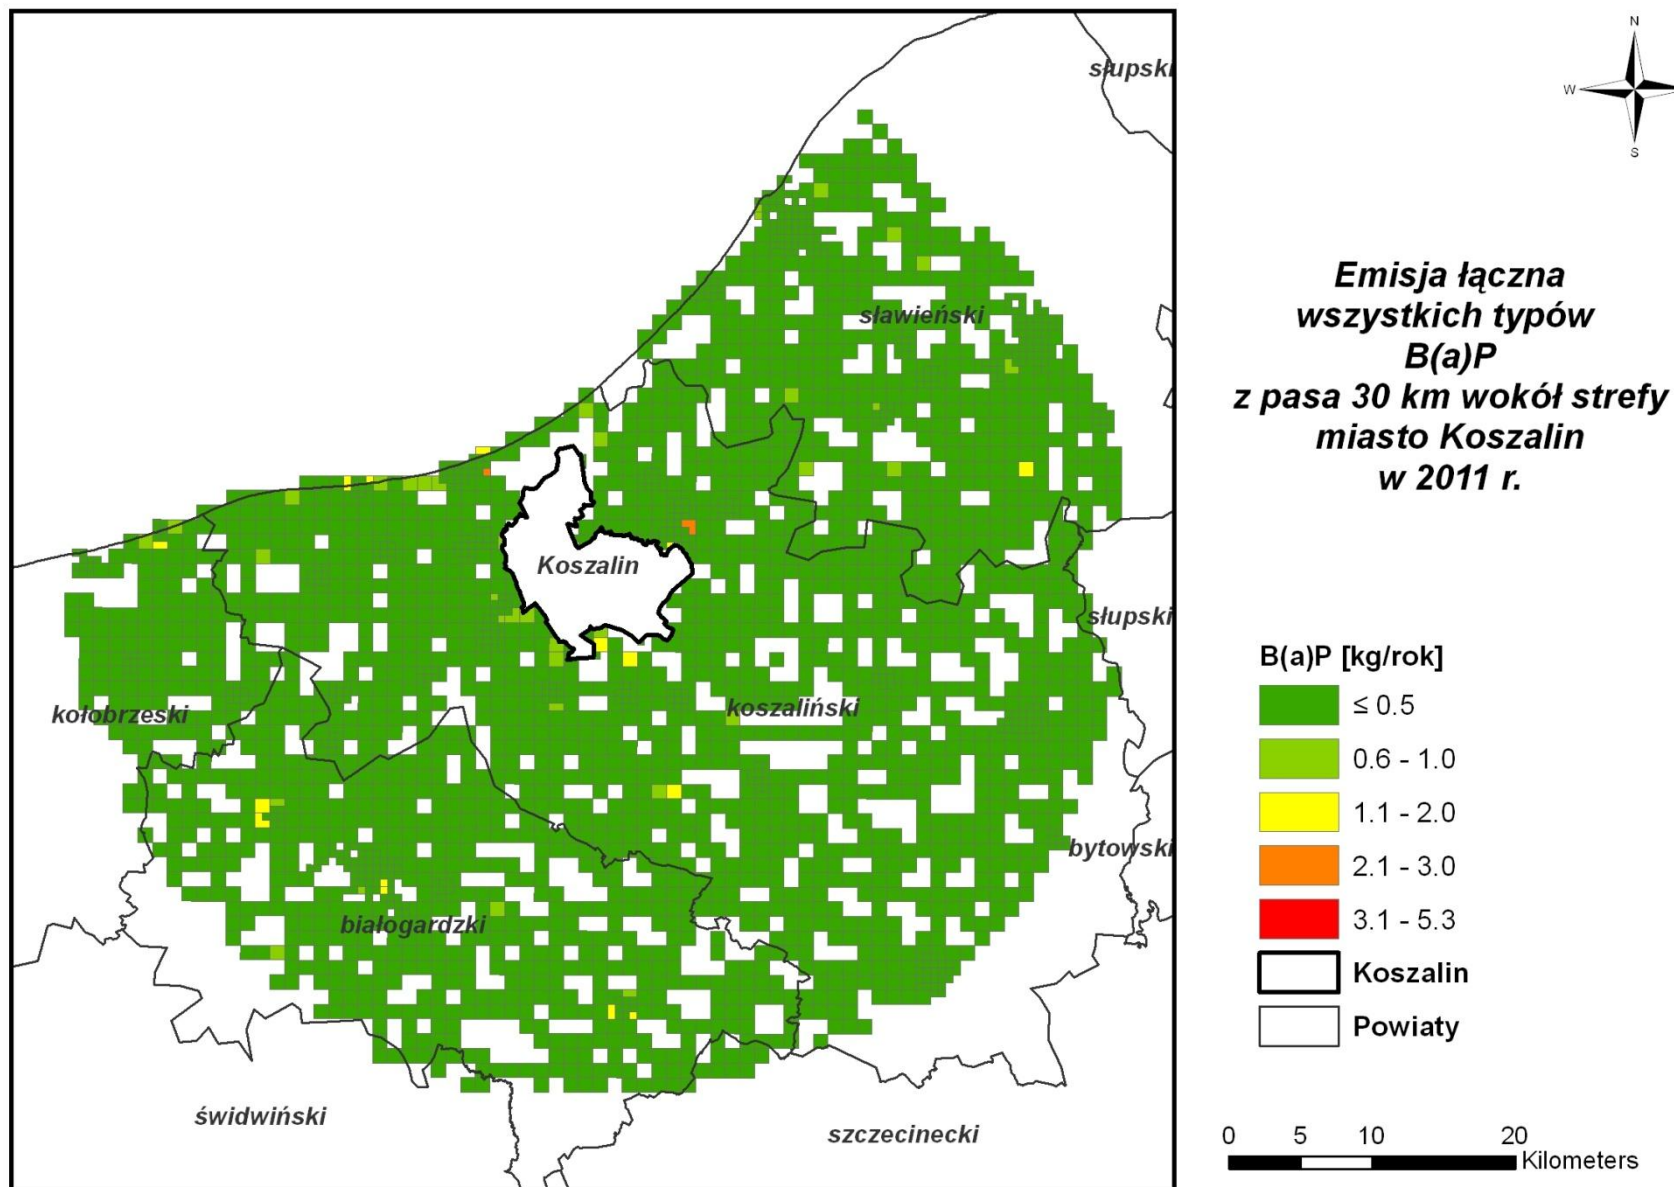 słupski
N
W
S
Emisja łączna
wszystkich typów
B(a)P
z pasa 30 km wokół strefy
miasto Koszalin
w 2011 r.
sławieński
Koszalin
słupski
kołobrzeski
koszaliński
bytowski
białogardzki
świdwiński
szczecinecki
B(a)P [kg/rok]
≤ 0.5
0.6 - 1.0
1.1 - 2.0
2.1 - 3.0
3.1 - 5.3
Koszalin
Powiaty
0 5 10 20
Kilometers